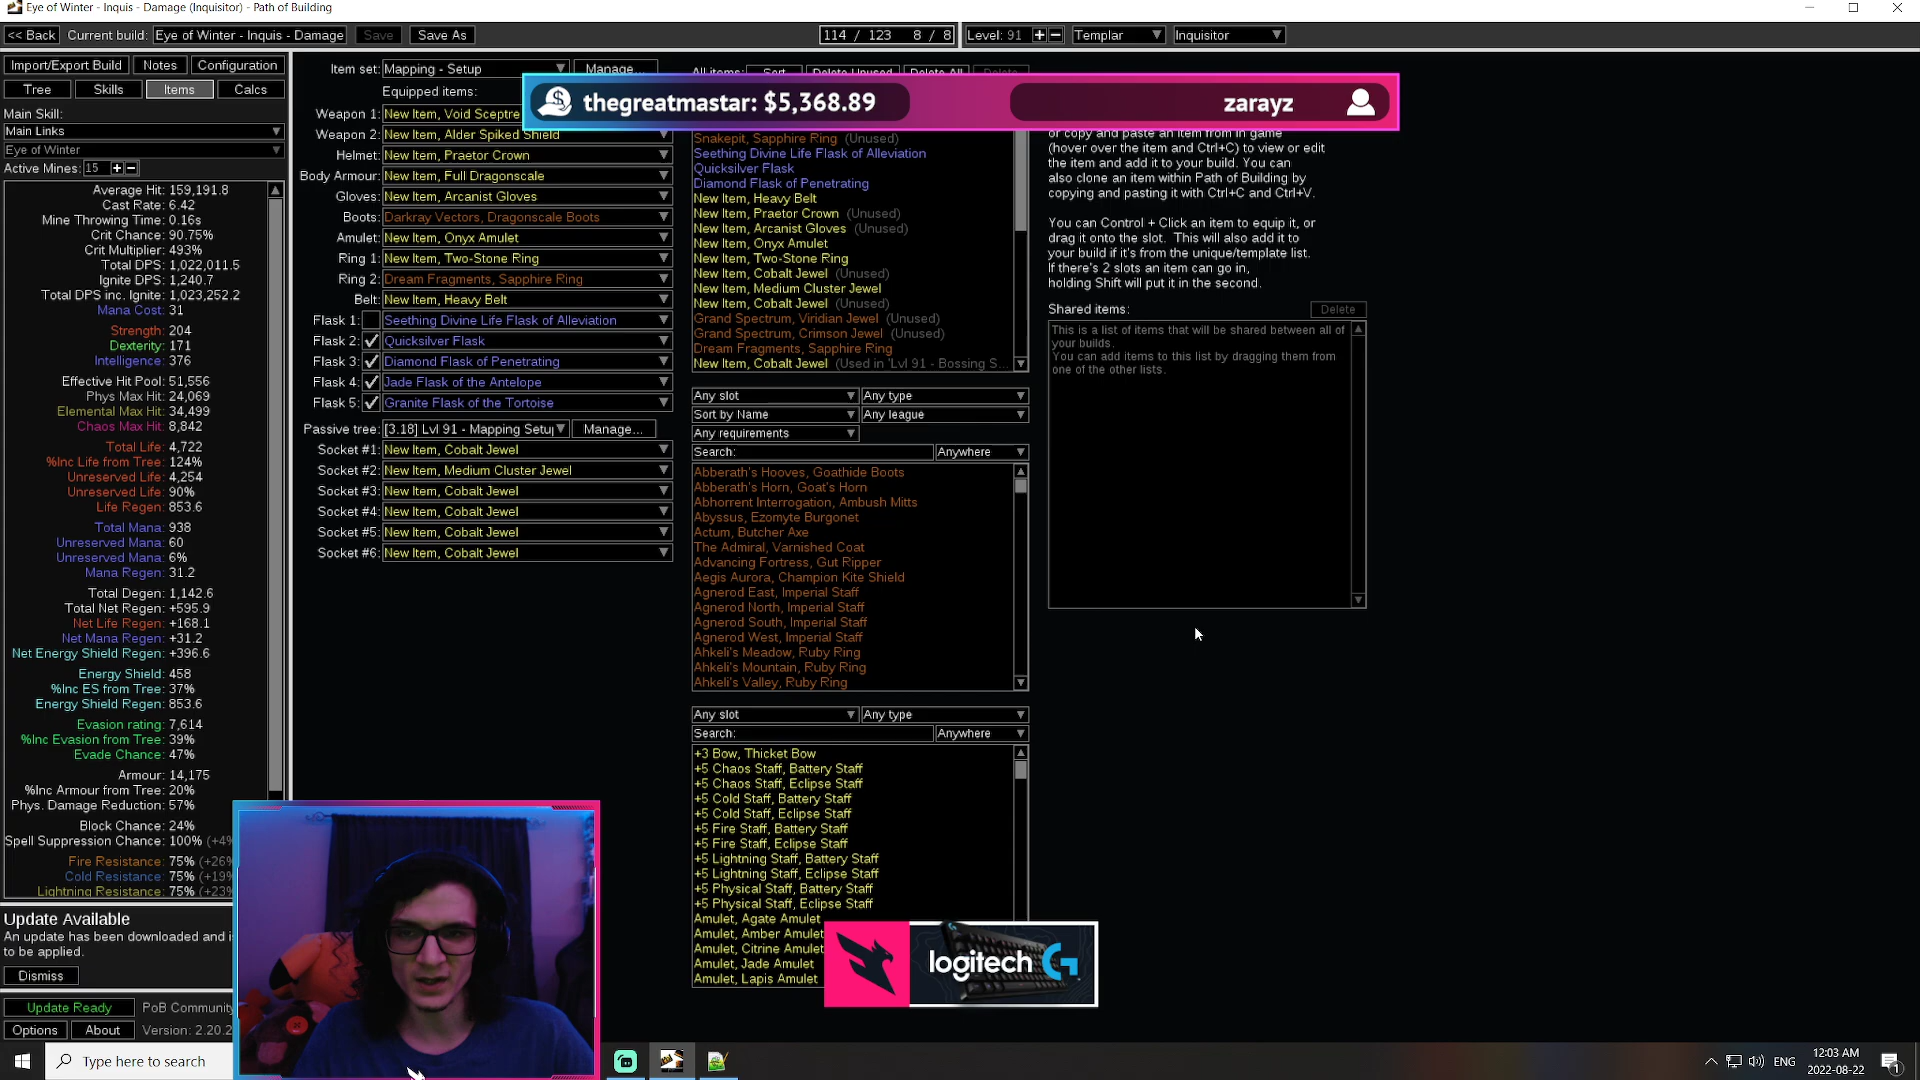 Eye of Winter - Inquis - Damage (Inquisitor) - Path of Building
<< Back
Current build:
Eye of Winter - Inquis - Damage
Save
Save As
114 / 123 8 / 8
Level: 91
Templar
Inquisitor
Import/Export Build
Notes
Configuration
Tree
Skills
Items
Calcs
Main Skill:
Main Links
Eye of Winter
Active Mines: 15
Average Hit: 159,191.8
Cast Rate: 6.42
Mine Throwing Time: 0.16s
Crit Chance: 90.75%
Crit Multiplier: 493%
Total DPS: 1,022,011.5
Ignite DPS: 1,240.7
Total DPS inc. Ignite: 1,023,252.2
Mana Cost: 31
Strength: 204
Dexterity: 171
Intelligence: 376
Effective Hit Pool: 51,556
Phys Max Hit: 24,069
Elemental Max Hit: 34,499
Chaos Max Hit: 8,842
Total Life: 4,722
%Inc Life from Tree: 124%
Unreserved Life: 4,254
Unreserved Life: 90%
Life Regen: 853.6
Total Mana: 938
Unreserved Mana: 60
Unreserved Mana: 6%
Mana Regen: 31.2
Total Degen: 1,142.6
Total Net Regen: +595.9
Net Life Regen: +168.1
Net Mana Regen: +31.2
Net Energy Shield Regen: +396.6
Energy Shield: 458
%Inc ES from Tree: 37%
Energy Shield Regen: 853.6
Evasion rating: 7,614
%Inc Evasion from Tree: 39%
Evade Chance: 47%
Armour: 14,175
%Inc Armour from Tree: 20%
Phys. Damage Reduction: 57%
Block Chance: 24%
Spell Suppression Chance: 100% (+4%
Fire Resistance: 75% (+26%
Cold Resistance: 75% (+19%
Lightning Resistance: 75% (+23%
Update Available
An update has been downloaded and i
to be applied.
Dismiss
Update Ready
PoB Community
Options
About
Version: 2.20.2
Item set: Mapping - Setup
Manage...
Equipped items:
Weapon 1: New Item, Void Sceptre
Weapon 2: New Item, Alder Spiked Shield
Helmet: New Item, Praetor Crown
Body Armour: New Item, Full Dragonscale
Gloves: New Item, Arcanist Gloves
Boots: Darkray Vectors, Dragonscale Boots
Amulet: New Item, Onyx Amulet
Ring 1: New Item, Two-Stone Ring
Ring 2: Dream Fragments, Sapphire Ring
Belt: New Item, Heavy Belt
Flask 1: Seething Divine Life Flask of Alleviation
Flask 2: Quicksilver Flask
Flask 3: Diamond Flask of Penetrating
Flask 4: Jade Flask of the Antelope
Flask 5: Granite Flask of the Tortoise
Passive tree: [3.18] Lvl 91 - Mapping Setup
Manage...
Socket #1: New Item, Cobalt Jewel
Socket #2: New Item, Medium Cluster Jewel
Socket #3: New Item, Cobalt Jewel
Socket #4: New Item, Cobalt Jewel
Socket #5: New Item, Cobalt Jewel
Socket #6: New Item, Cobalt Jewel
All items:
Sort
Delete Unused
Delete All
Delete
thegreatmastar: $5,368.89
zarayz
Snakepit, Sapphire Ring (Unused)
Seething Divine Life Flask of Alleviation
Quicksilver Flask
Diamond Flask of Penetrating
New Item, Heavy Belt
New Item, Praetor Crown (Unused)
New Item, Arcanist Gloves (Unused)
New Item, Onyx Amulet
New Item, Two-Stone Ring
New Item, Cobalt Jewel (Unused)
New Item, Medium Cluster Jewel
New Item, Cobalt Jewel (Unused)
Grand Spectrum, Viridian Jewel (Unused)
Grand Spectrum, Crimson Jewel (Unused)
Dream Fragments, Sapphire Ring
New Item, Cobalt Jewel (Used in 'Lvl 91 - Bossing S...
Any slot
Any type
Sort by Name
Any league
Any requirements
Search:
Anywhere
Abberath's Hooves, Goathide Boots
Abberath's Horn, Goat's Horn
Abhorrent Interrogation, Ambush Mitts
Abyssus, Ezomyte Burgonet
Actum, Butcher Axe
The Admiral, Varnished Coat
Advancing Fortress, Gut Ripper
Aegis Aurora, Champion Kite Shield
Agnerod East, Imperial Staff
Agnerod North, Imperial Staff
Agnerod South, Imperial Staff
Agnerod West, Imperial Staff
Ahkeli's Meadow, Ruby Ring
Ahkeli's Mountain, Ruby Ring
Ahkeli's Valley, Ruby Ring
Any slot
Any type
Search:
Anywhere
+3 Bow, Thicket Bow
+5 Chaos Staff, Battery Staff
+5 Chaos Staff, Eclipse Staff
+5 Cold Staff, Battery Staff
+5 Cold Staff, Eclipse Staff
+5 Fire Staff, Battery Staff
+5 Fire Staff, Eclipse Staff
+5 Lightning Staff, Battery Staff
+5 Lightning Staff, Eclipse Staff
+5 Physical Staff, Battery Staff
+5 Physical Staff, Eclipse Staff
Amulet, Agate Amulet
Amulet, Amber Amulet
Amulet, Citrine Amulet
Amulet, Jade Amulet
Amulet, Lapis Amulet
or copy and paste an item from in game
(hover over the item and Ctrl+C) to view or edit
the item and add it to your build. You can
also clone an item within Path of Building by
copying and pasting it with Ctrl+C and Ctrl+V.
You can Control + Click an item to equip it, or
drag it onto the slot. This will also add it to
your build if it's from the unique/template list.
If there's 2 slots an item can go in,
holding Shift will put it in the second.
Shared items:
Delete
This is a list of items that will be shared between all of
your builds.
You can add items to this list by dragging them from
one of the other lists.
logitech G
Type here to search
ENG
12:03 AM
2022-08-22
1